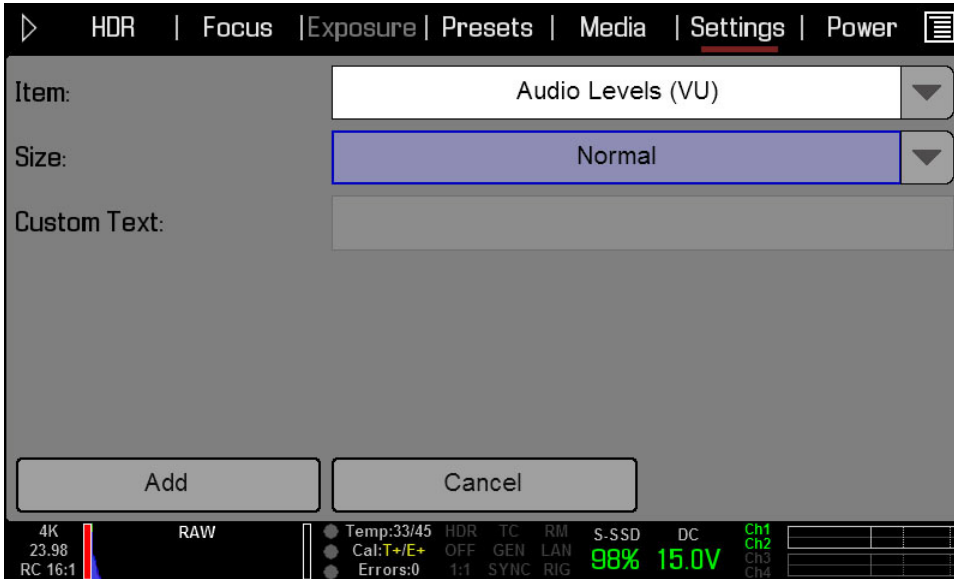 HDR | Focus | Exposure | Presets | Media | Settings | Power
Item: Audio Levels (VU)
Size: Normal
Custom Text:
Add Cancel
4K RAW Temp:33/45 HDR TC RM S-SSD DC Ch1
23.98 Cal:T+/E+ OFF GEN LAN 98% 15.0V Ch2
RC 16:1 Errors:0 1:1 SYNC RIG Ch3
Ch4